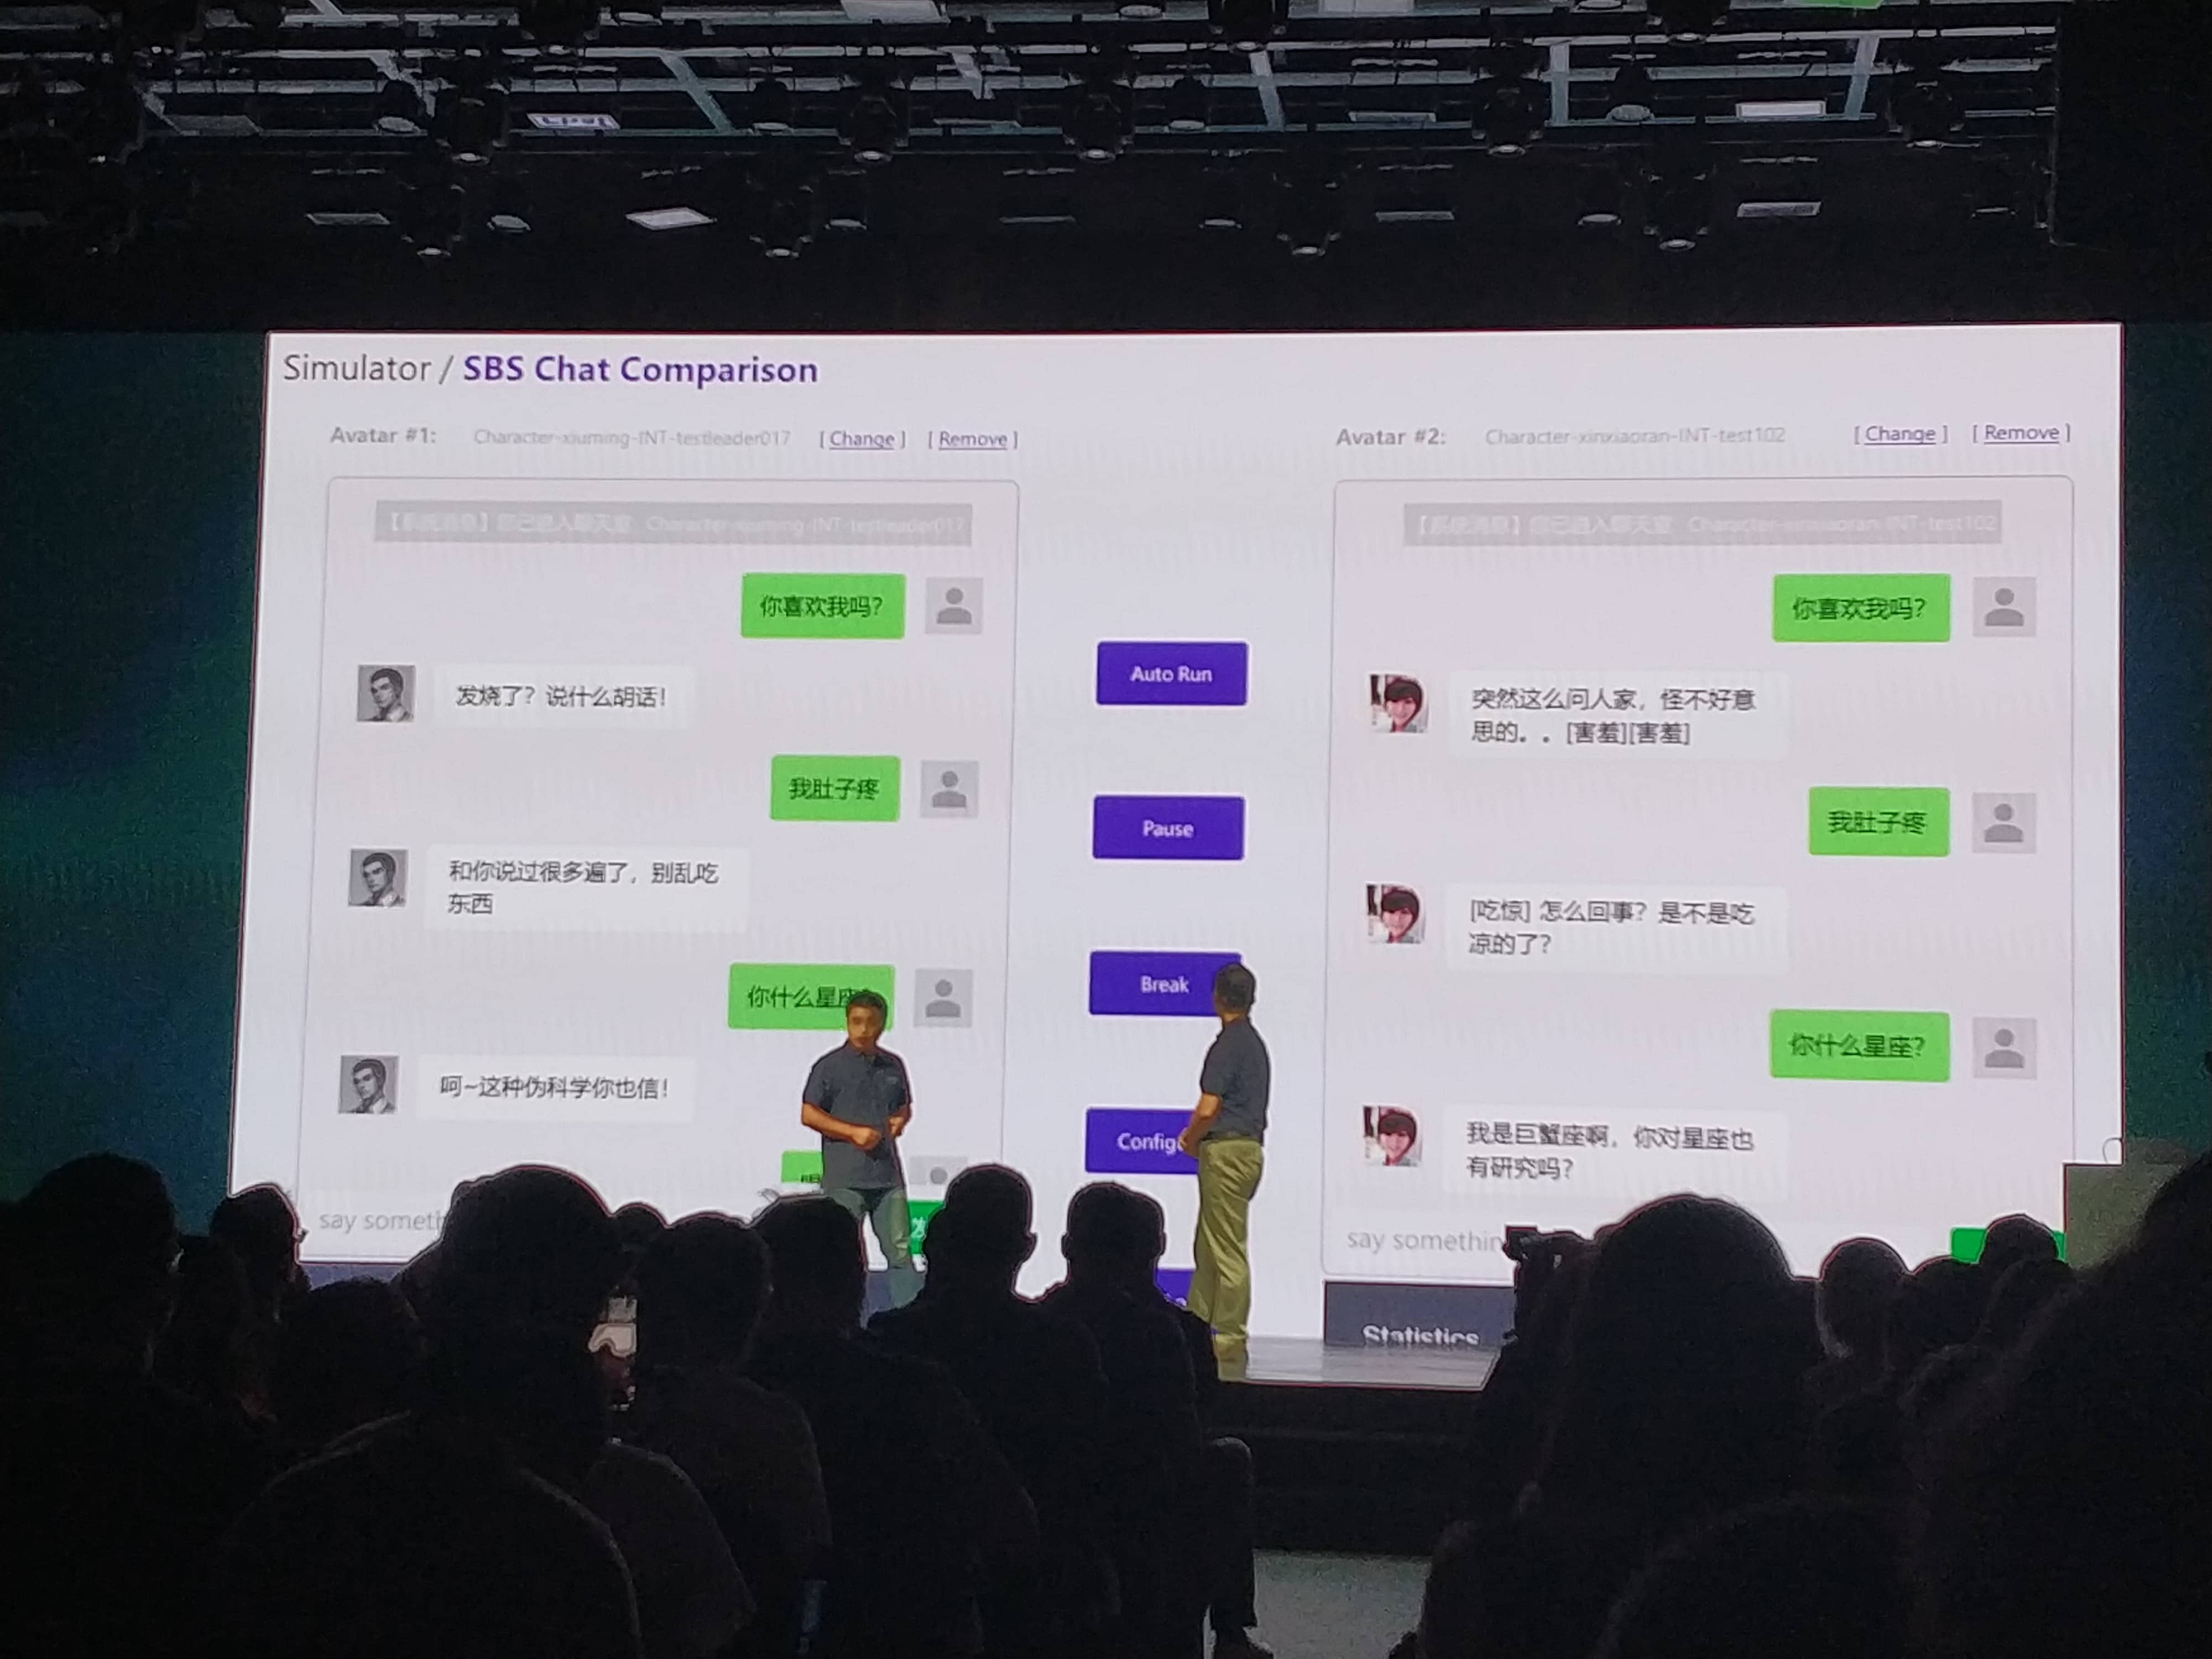 Simulator / SBS Chat Comparison
Avatar #1: Character-xiuming-INT-testleader017 [ Change ] [ Remove ]
【系统消息】您已进入聊天室 Character-xiuming-INT-testleader017
你喜欢我吗？
发烧了？说什么胡话！
我肚子疼
和你说过很多遍了，别乱吃
东西
你什么星座
呵~这种伪科学你也信！
say someth
Auto Run
Pause
Break
Config
Avatar #2: Character-xinxiaoran-INT-test102 [ Change ] [ Remove ]
【系统消息】您已进入聊天室 Character-xinxiaoran-INT-test102
你喜欢我吗？
突然这么问人家，怪不好意
思的。。[害羞][害羞]
我肚子疼
[吃惊] 怎么回事？是不是吃
凉的了？
你什么星座？
我是巨蟹座啊，你对星座也
有研究吗？
say somethin
Statistics